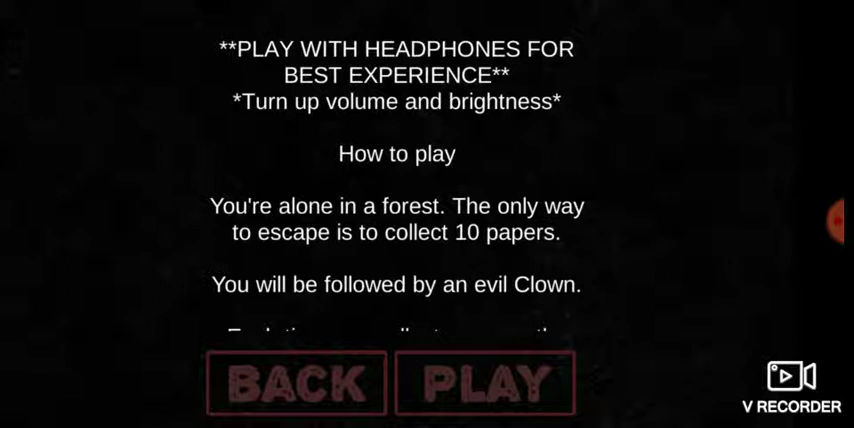 **PLAY WITH HEADPHONES FOR
BEST EXPERIENCE**
*Turn up volume and brightness*
How to play
You're alone in a forest. The only way
to escape is to collect 10 papers.
You will be followed by an evil Clown.
BACK PLAY
V RECORDER